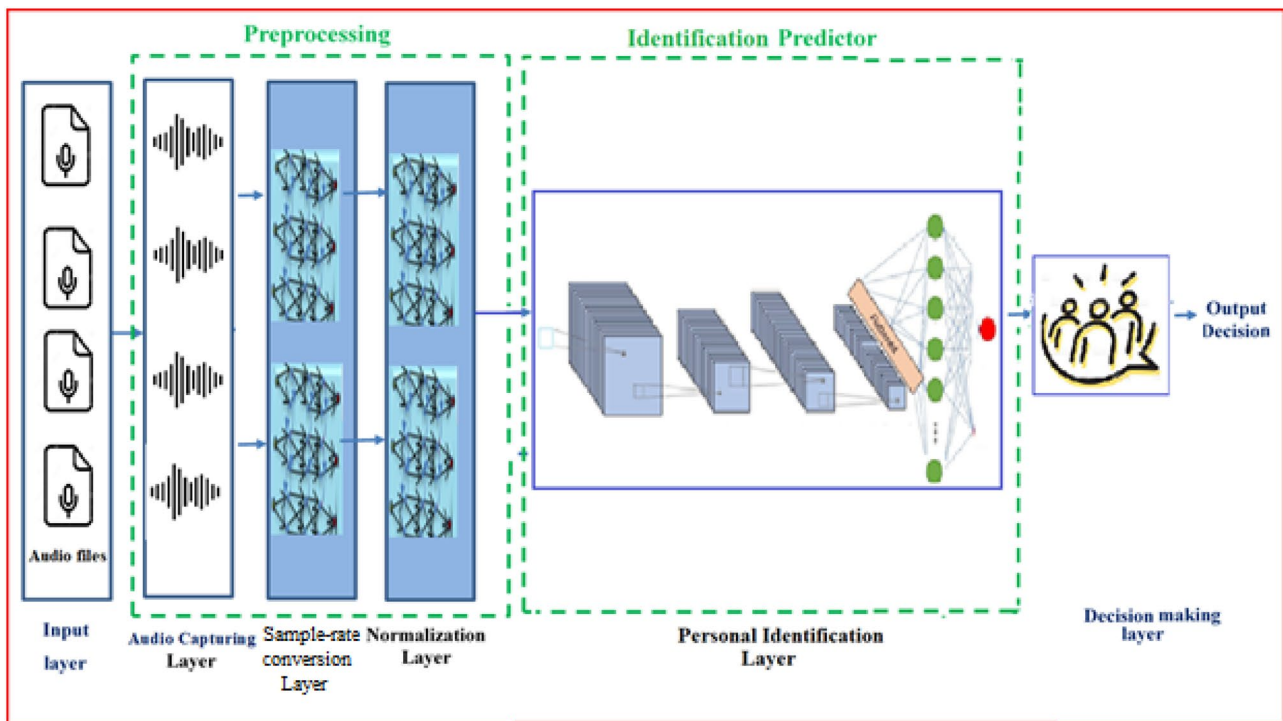 Preprocessing
Identification Predictor
Audio files
Flattened
Output
Decision
Input
layer
Audio Capturing
Layer
Sample-rate
conversion
Layer
Normalization
Layer
Personal Identification
Layer
Decision making
layer